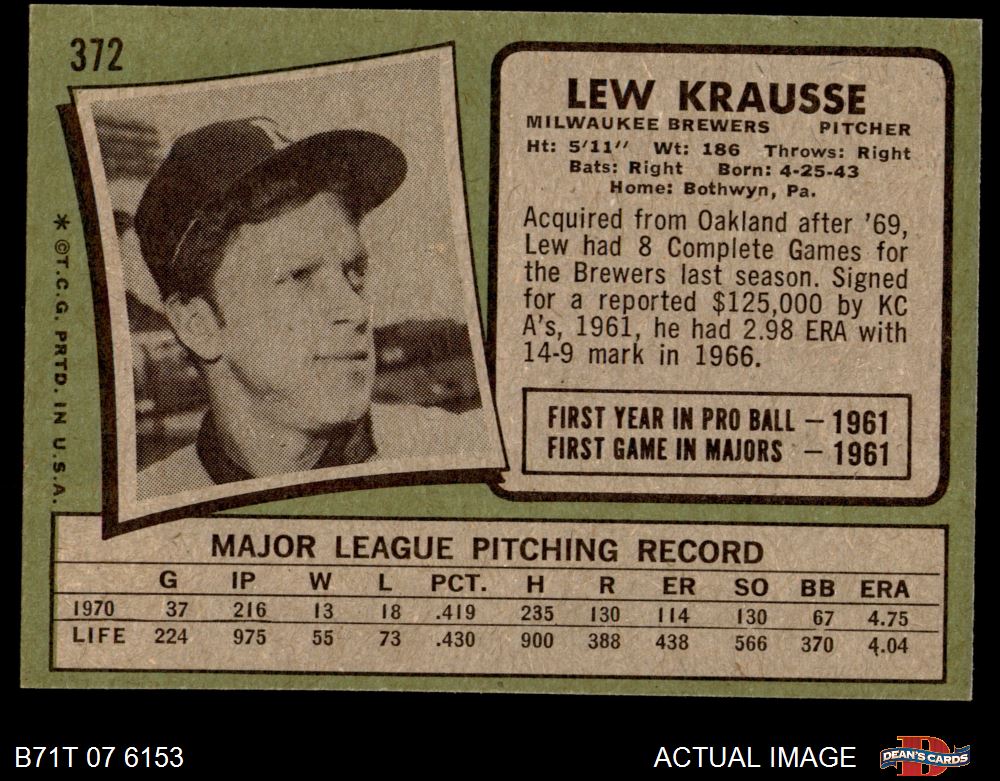 372
LEW KRAUSSE
MILWAUKEE BREWERS PITCHER
Ht: 5'11" Wt: 186 Throws: Right
Bats: Right Born: 4-25-43
Home: Bothwyn, Pa.
Acquired from Oakland after '69,
Lew had 8 Complete Games for
the Brewers last season. Signed
for a reported $125,000 by KC
A's, 1961, he had 2.98 ERA with
14-9 mark in 1966.
FIRST YEAR IN PRO BALL — 1961
FIRST GAME IN MAJORS — 1961
* ©T.C.G. PRTD. IN U.S.A.
MAJOR LEAGUE PITCHING RECORD
G IP W L PCT. H R ER SO BB ERA
1970 37 216 13 18 .419 235 130 114 130 67 4.75
LIFE 224 975 55 73 .430 900 388 438 566 370 4.04
B71T 07 6153
ACTUAL IMAGE
DEAN'S CARDS